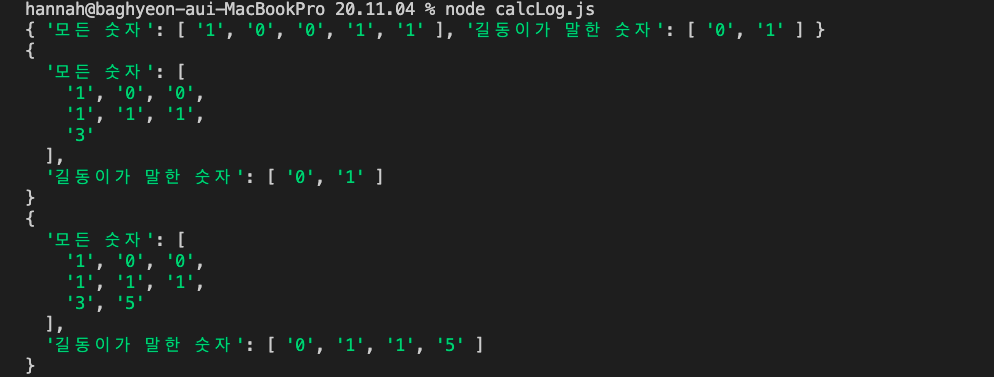 hannah@baghyeon-aui-MacBookPro 20.11.04 % node calcLog.js
{ '모든 숫자': [ '1', '0', '0', '1', '1' ], '길동이가 말한 숫자': [ '0', '1' ] }
{
  '모든 숫자': [
    '1', '0', '0',
    '1', '1', '1',
    '3'
  ],
  '길동이가 말한 숫자': [ '0', '1' ]
}
{
  '모든 숫자': [
    '1', '0', '0',
    '1', '1', '1',
    '3', '5'
  ],
  '길동이가 말한 숫자': [ '0', '1', '1', '5' ]
}